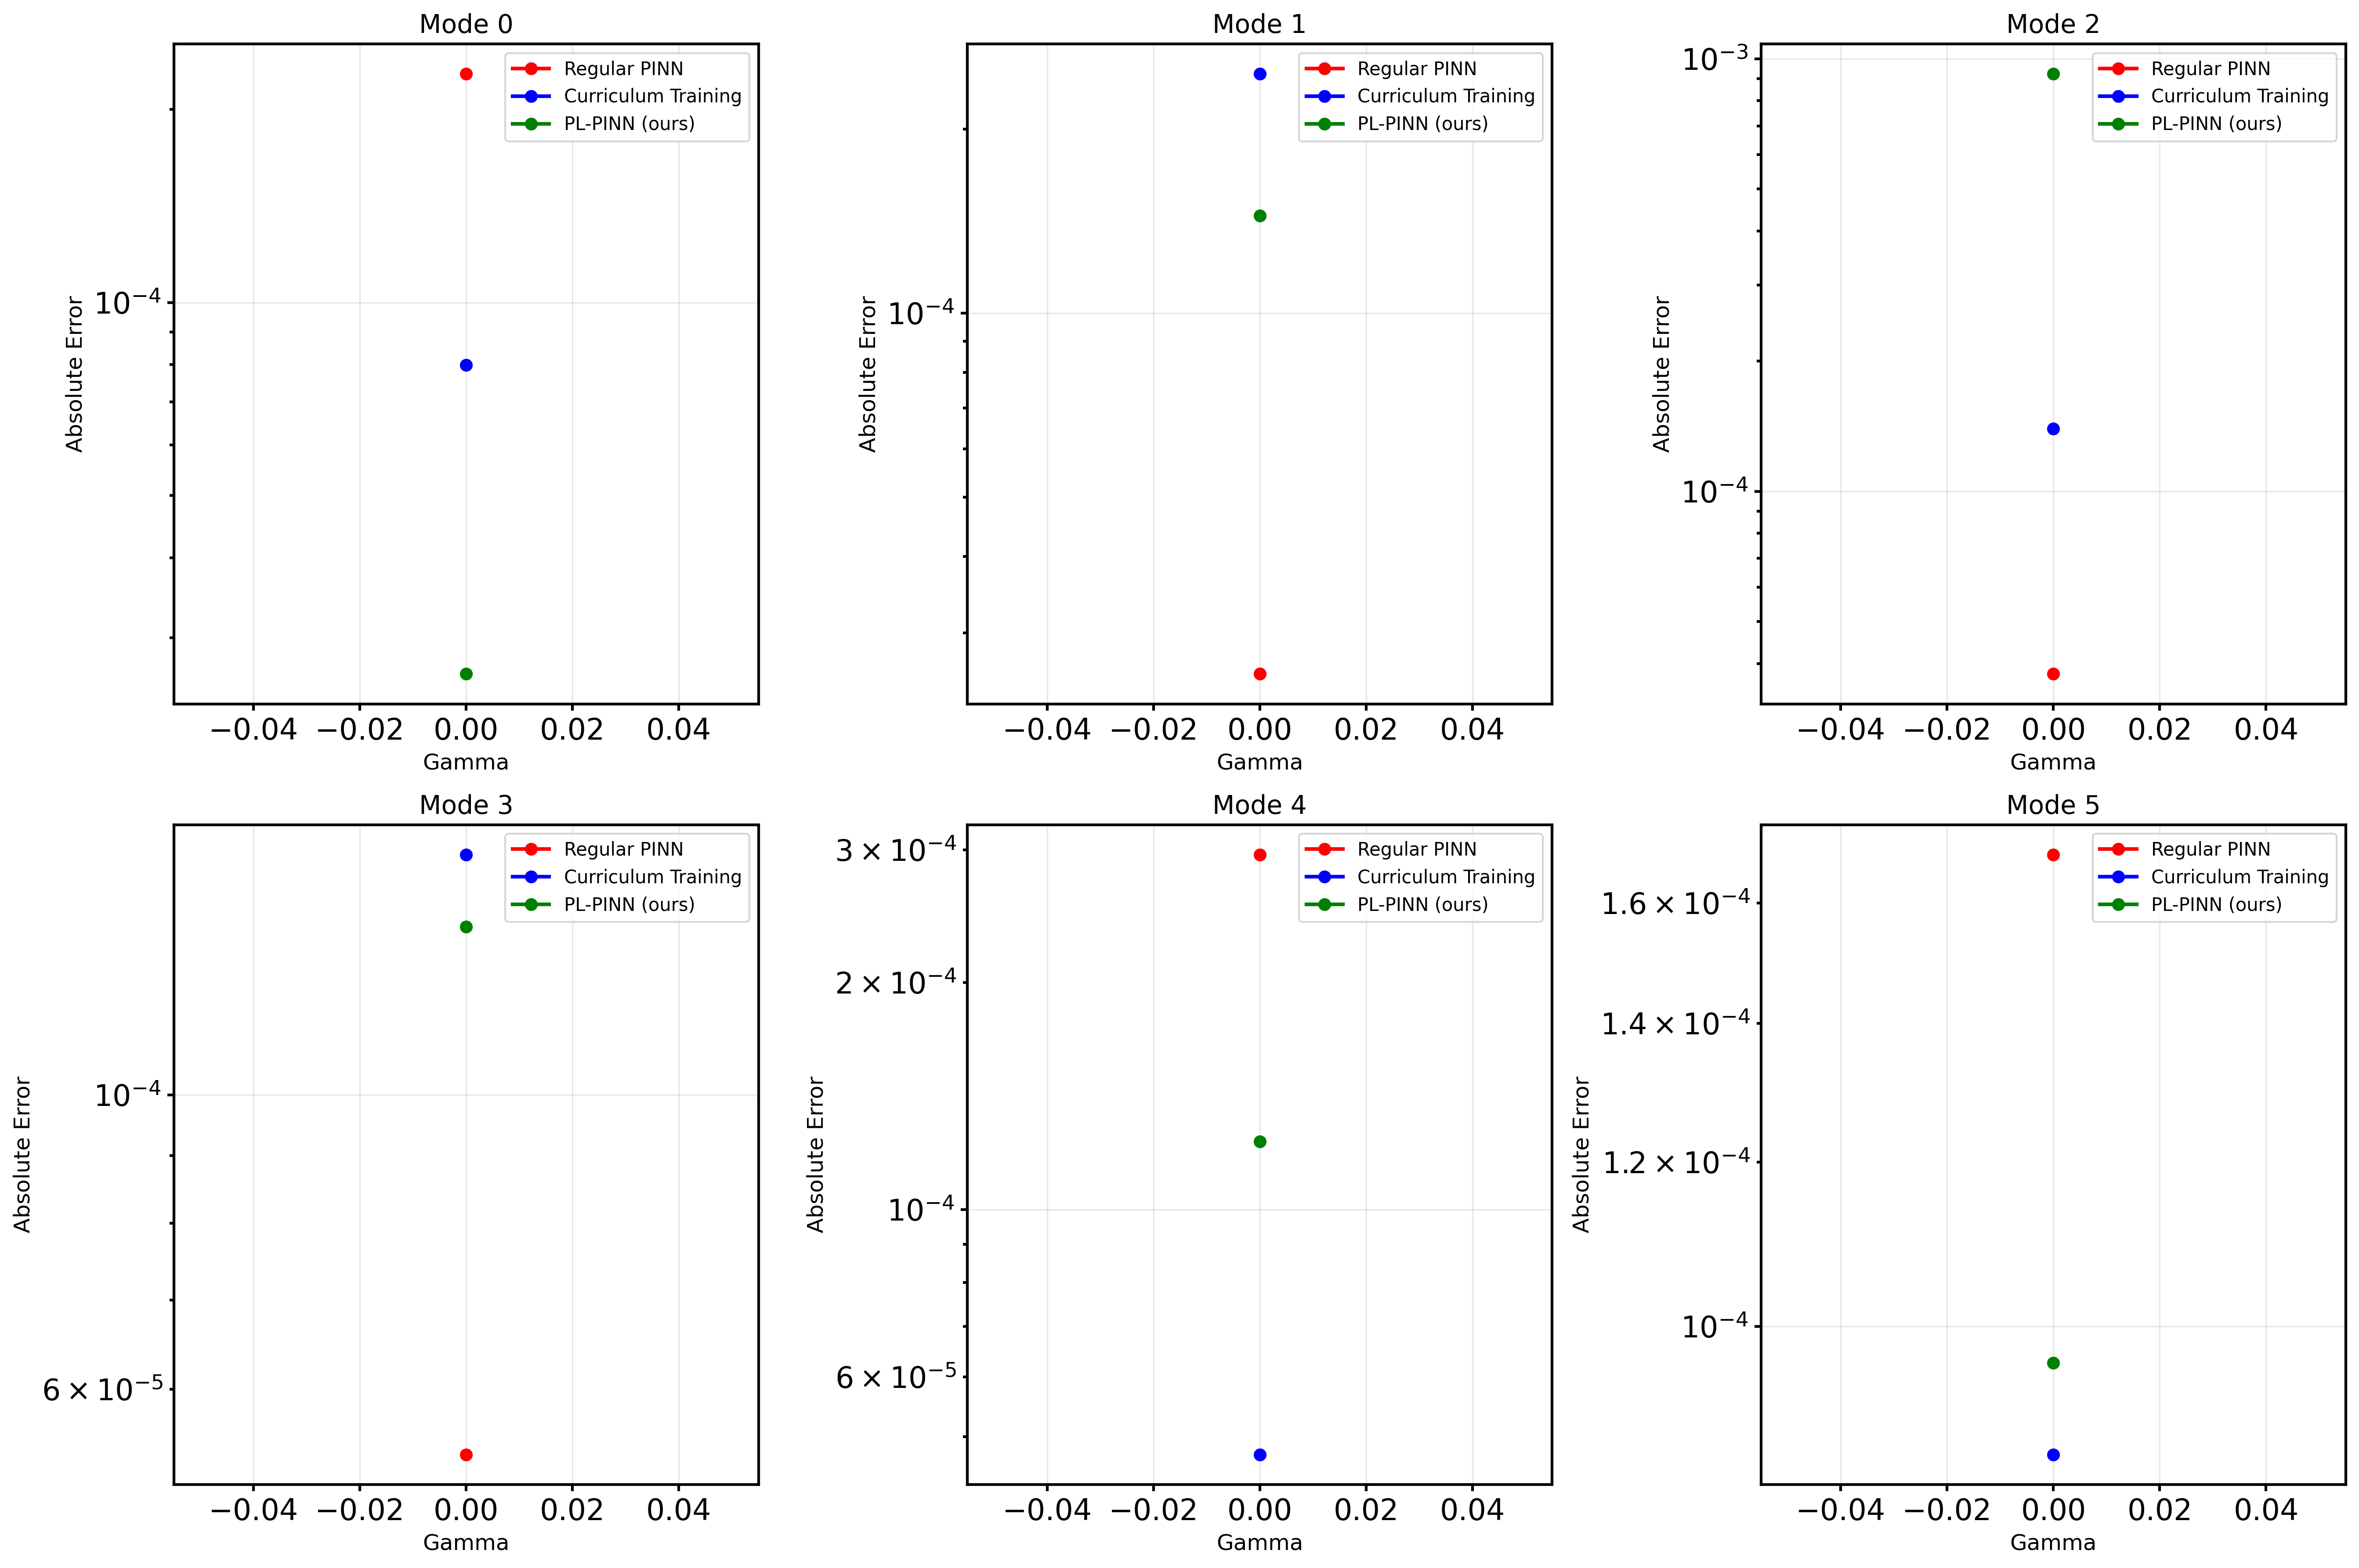 Mode 0
Regular PINN
Curriculum Training
PL-PINN (ours)
10⁻⁴
Absolute Error
−0.04 −0.02 0.00 0.02 0.04
Gamma
Mode 1
Regular PINN
Curriculum Training
PL-PINN (ours)
10⁻⁴
Absolute Error
−0.04 −0.02 0.00 0.02 0.04
Gamma
Mode 2
10⁻³
Regular PINN
Curriculum Training
PL-PINN (ours)
10⁻⁴
Absolute Error
−0.04 −0.02 0.00 0.02 0.04
Gamma
Mode 3
Regular PINN
Curriculum Training
PL-PINN (ours)
10⁻⁴
6 × 10⁻⁵
Absolute Error
−0.04 −0.02 0.00 0.02 0.04
Gamma
Mode 4
Regular PINN
Curriculum Training
PL-PINN (ours)
3 × 10⁻⁴
2 × 10⁻⁴
10⁻⁴
6 × 10⁻⁵
Absolute Error
−0.04 −0.02 0.00 0.02 0.04
Gamma
Mode 5
Regular PINN
Curriculum Training
PL-PINN (ours)
1.6 × 10⁻⁴
1.4 × 10⁻⁴
1.2 × 10⁻⁴
10⁻⁴
Absolute Error
−0.04 −0.02 0.00 0.02 0.04
Gamma